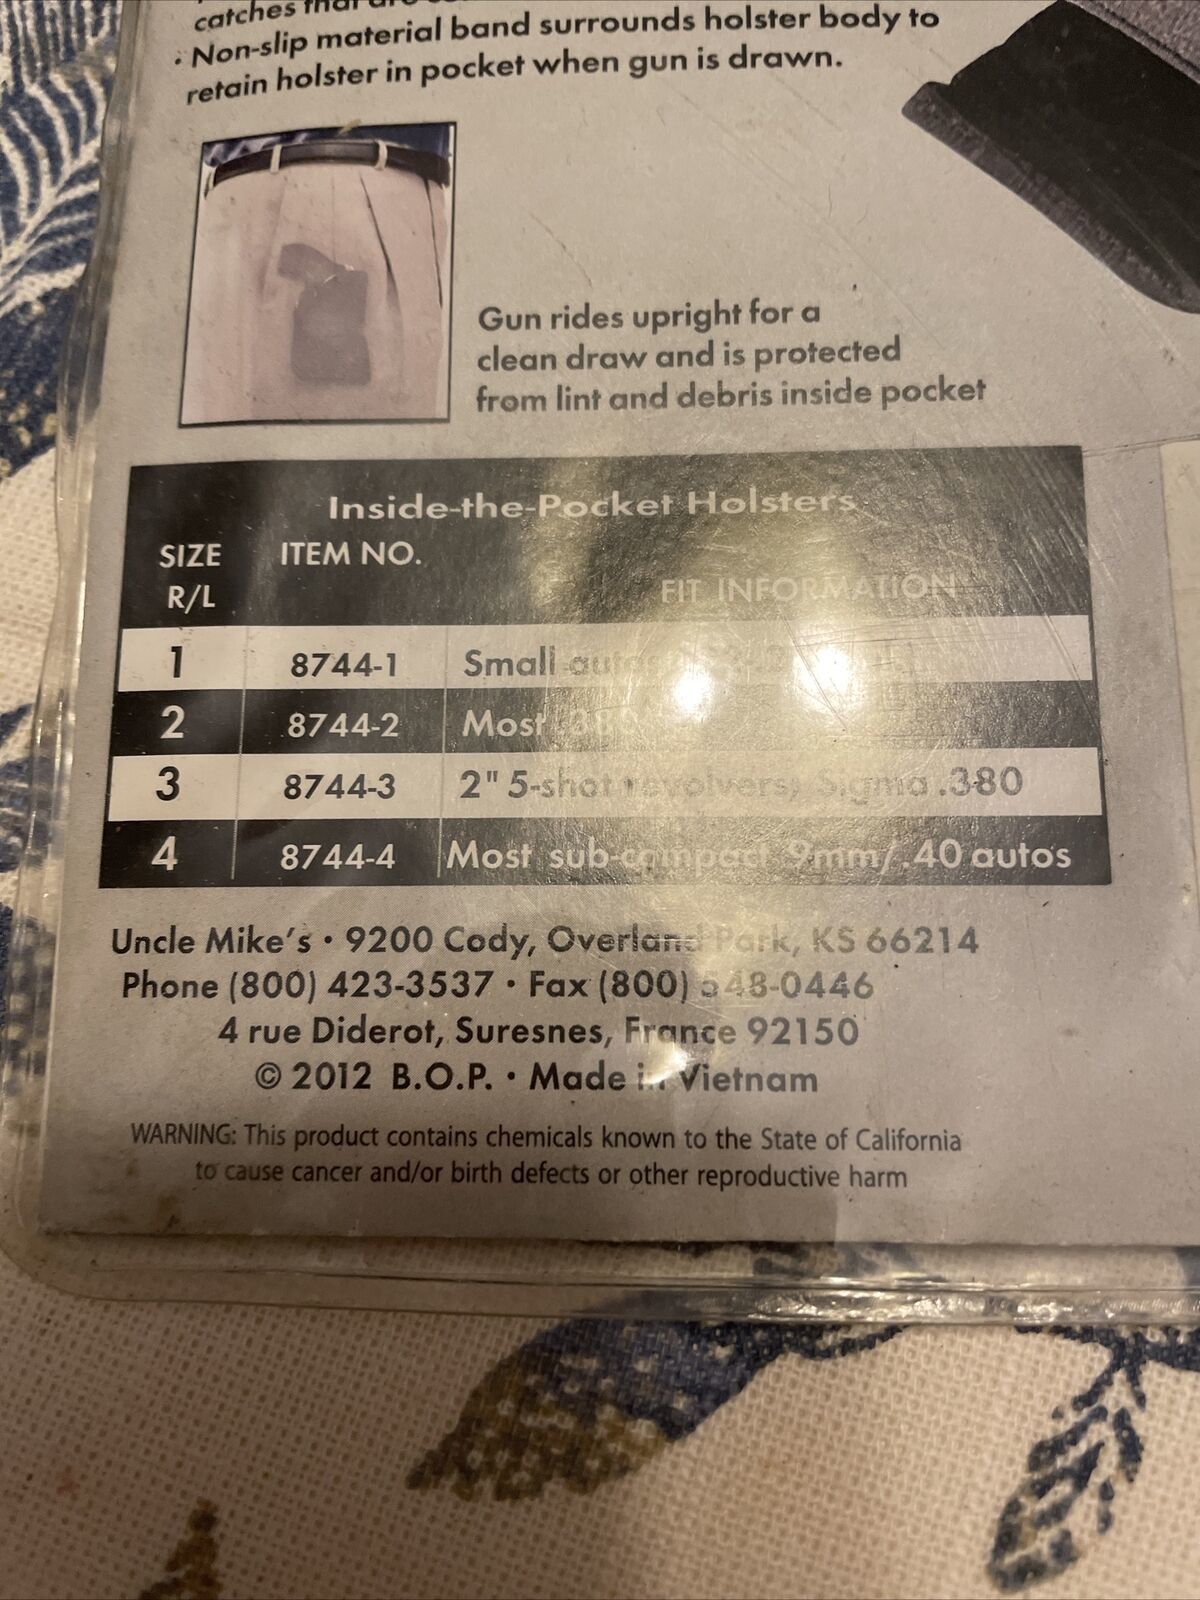 catches that are
• Non-slip material band surrounds holster body to
retain holster in pocket when gun is drawn.
Gun rides upright for a
clean draw and is protected
from lint and debris inside pocket
Inside-the-Pocket Holsters
SIZE ITEM NO.
R/L FIT INFORMATION
1 8744-1 Small autos
2 8744-2 Most
3 8744-3 2" 5-shot revolvers, Sigma .380
4 8744-4 Most sub-compact 9mm/.40 autos
Uncle Mike's • 9200 Cody, Overland Park, KS 66214
Phone (800) 423-3537 • Fax (800) 548-0446
4 rue Diderot, Suresnes, France 92150
© 2012 B.O.P. • Made in Vietnam
WARNING: This product contains chemicals known to the State of California
to cause cancer and/or birth defects or other reproductive harm